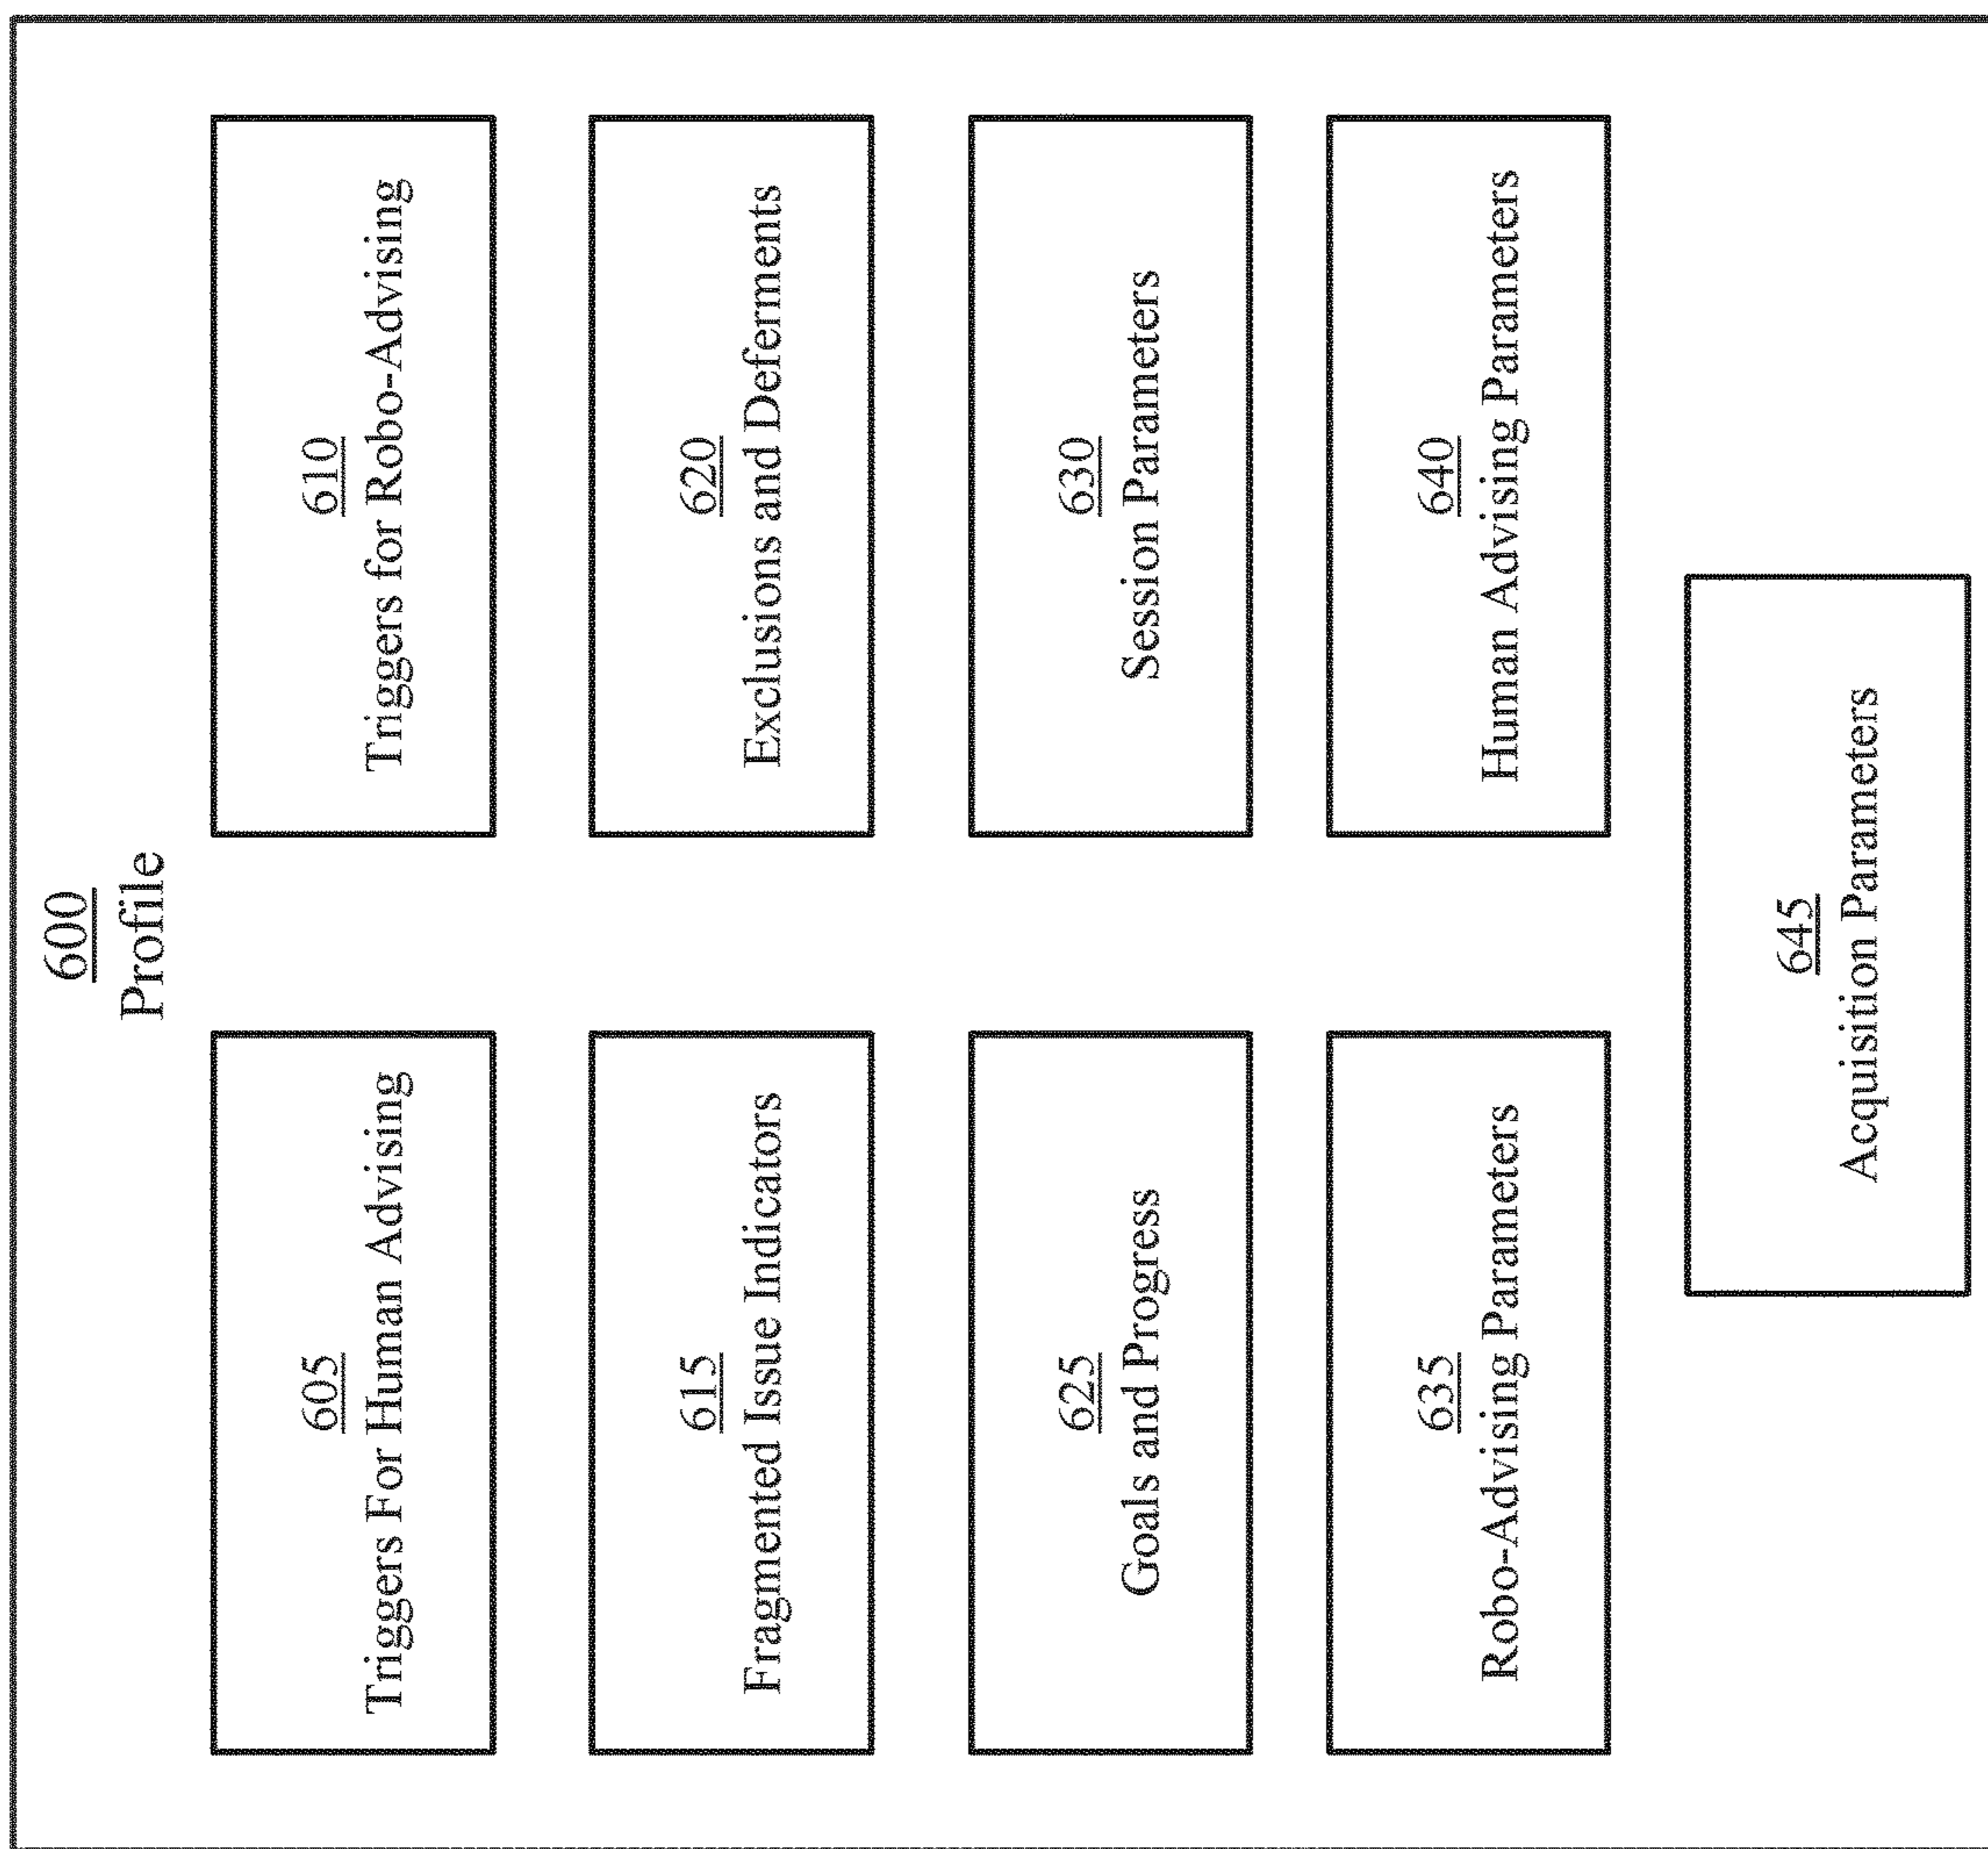 600
Profile
605
Triggers For Human Advising
610
Triggers for Robo-Advising
615
Fragmented Issue Indicators
620
Exclusions and Deferments
625
Goals and Progress
630
Session Parameters
635
Robo-Advising Parameters
640
Human Advising Parameters
645
Acquisition Parameters